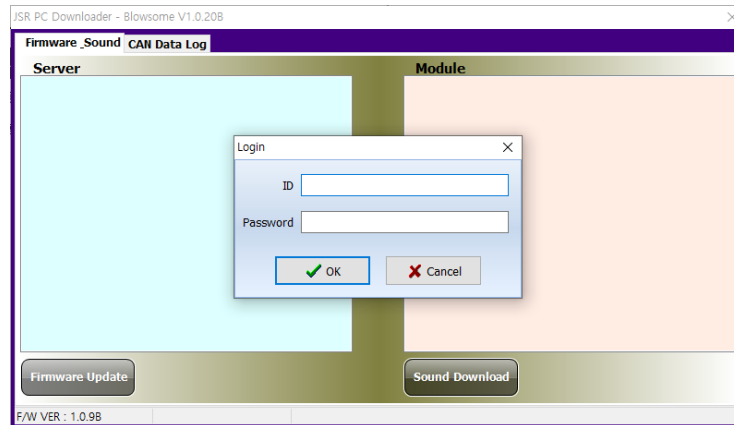 JSR PC Downloader - Blowsome V1.0.20B
Firmware _Sound CAN Data Log
Server Module
Login
ID
Password
OK Cancel
Firmware Update Sound Download
F/W VER : 1.0.9B